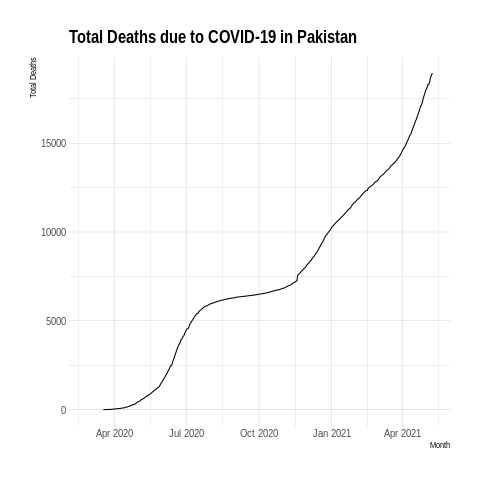 Total Deaths due to COVID-19 in Pakistan
Total Deaths
15000
10000
5000
0
Apr 2020 Jul 2020 Oct 2020 Jan 2021 Apr 2021
Month